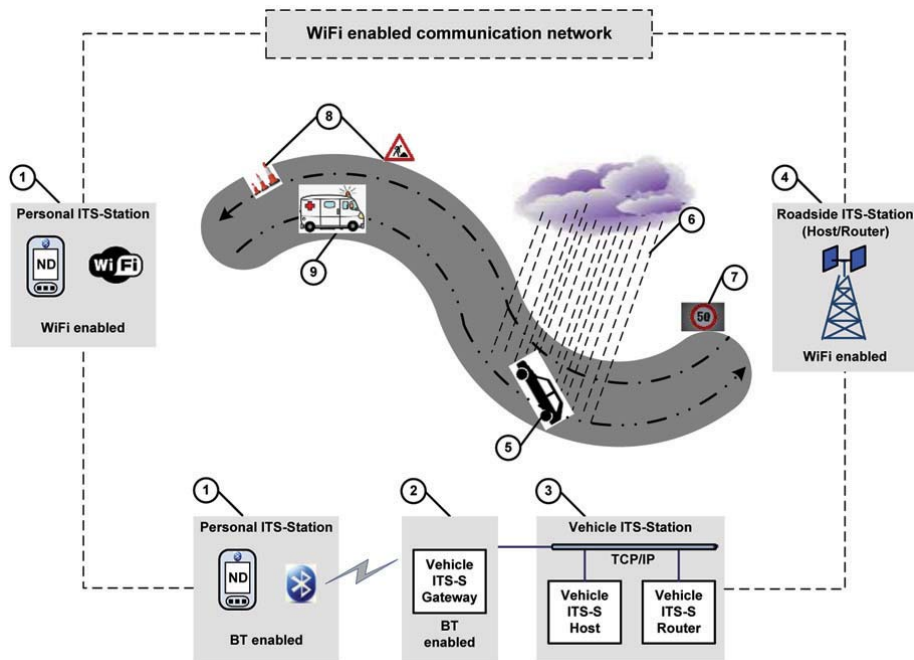 WiFi enabled communication network
8
1
Personal ITS-Station
ND
WiFi
WiFi enabled
9
6
7
50
4
Roadside ITS-Station
(Host/Router)
WiFi enabled
5
1
Personal ITS-Station
ND
BT enabled
2
Vehicle
ITS-S
Gateway
BT
enabled
3
Vehicle ITS-Station
TCP/IP
Vehicle
ITS-S
Host
Vehicle
ITS-S
Router